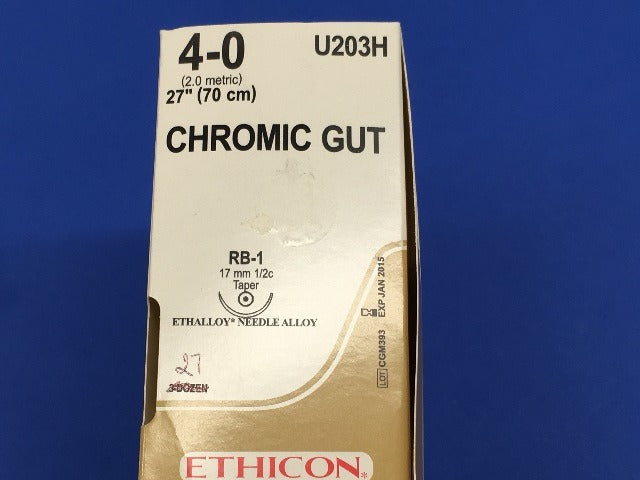 4-0 U203H
(2.0 metric)
27" (70 cm)
CHROMIC GUT
RB-1
17 mm 1/2c
Taper
ETHALLOY* NEEDLE ALLOY
27
3 DOZEN
LOT CGM393 EXP JAN 2015
ETHICON*